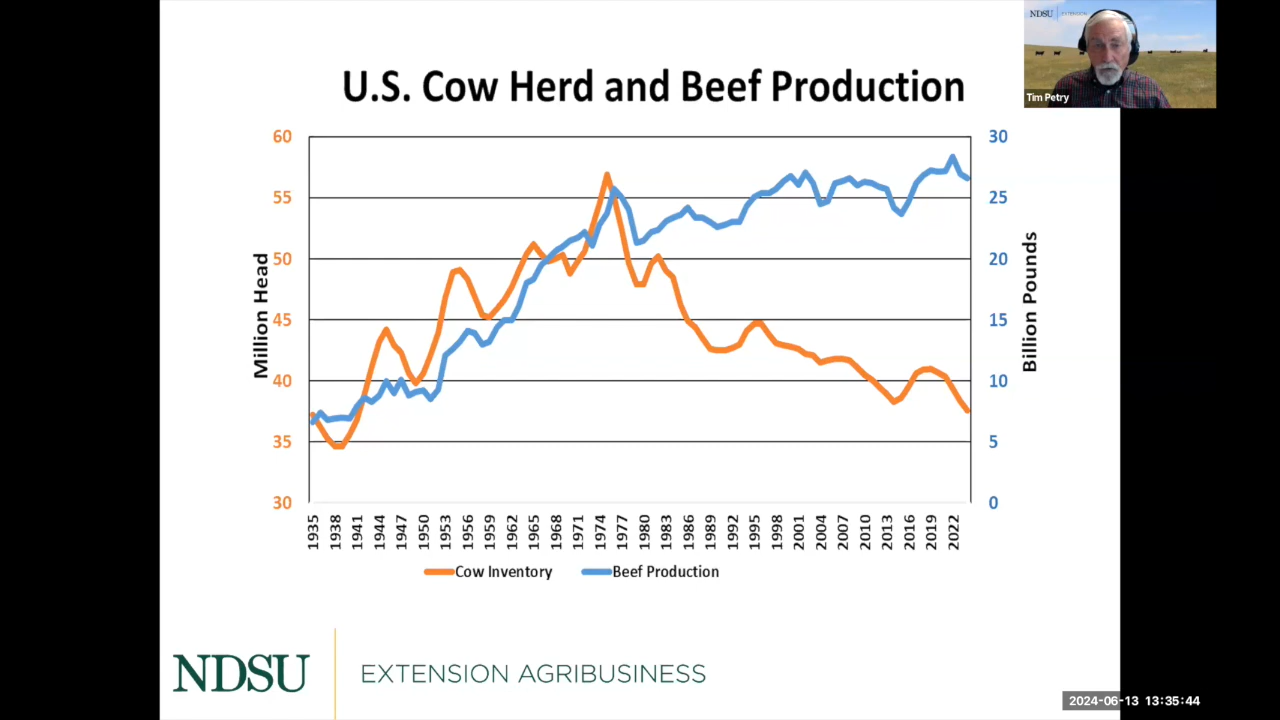 NDSU
Tim Petry
U.S. Cow Herd and Beef Production
60 30
55 25
50 20
45 15
40 10
35 5
30 0
Million Head
Billion Pounds
1935 1938 1941 1944 1947 1950 1953 1956 1959 1962 1965 1968 1971 1974 1977 1980 1983 1986 1989 1992 1995 1998 2001 2004 2007 2010 2013 2016 2019 2022
Cow Inventory Beef Production
NDSU EXTENSION AGRIBUSINESS
2024-06-13 13:35:44